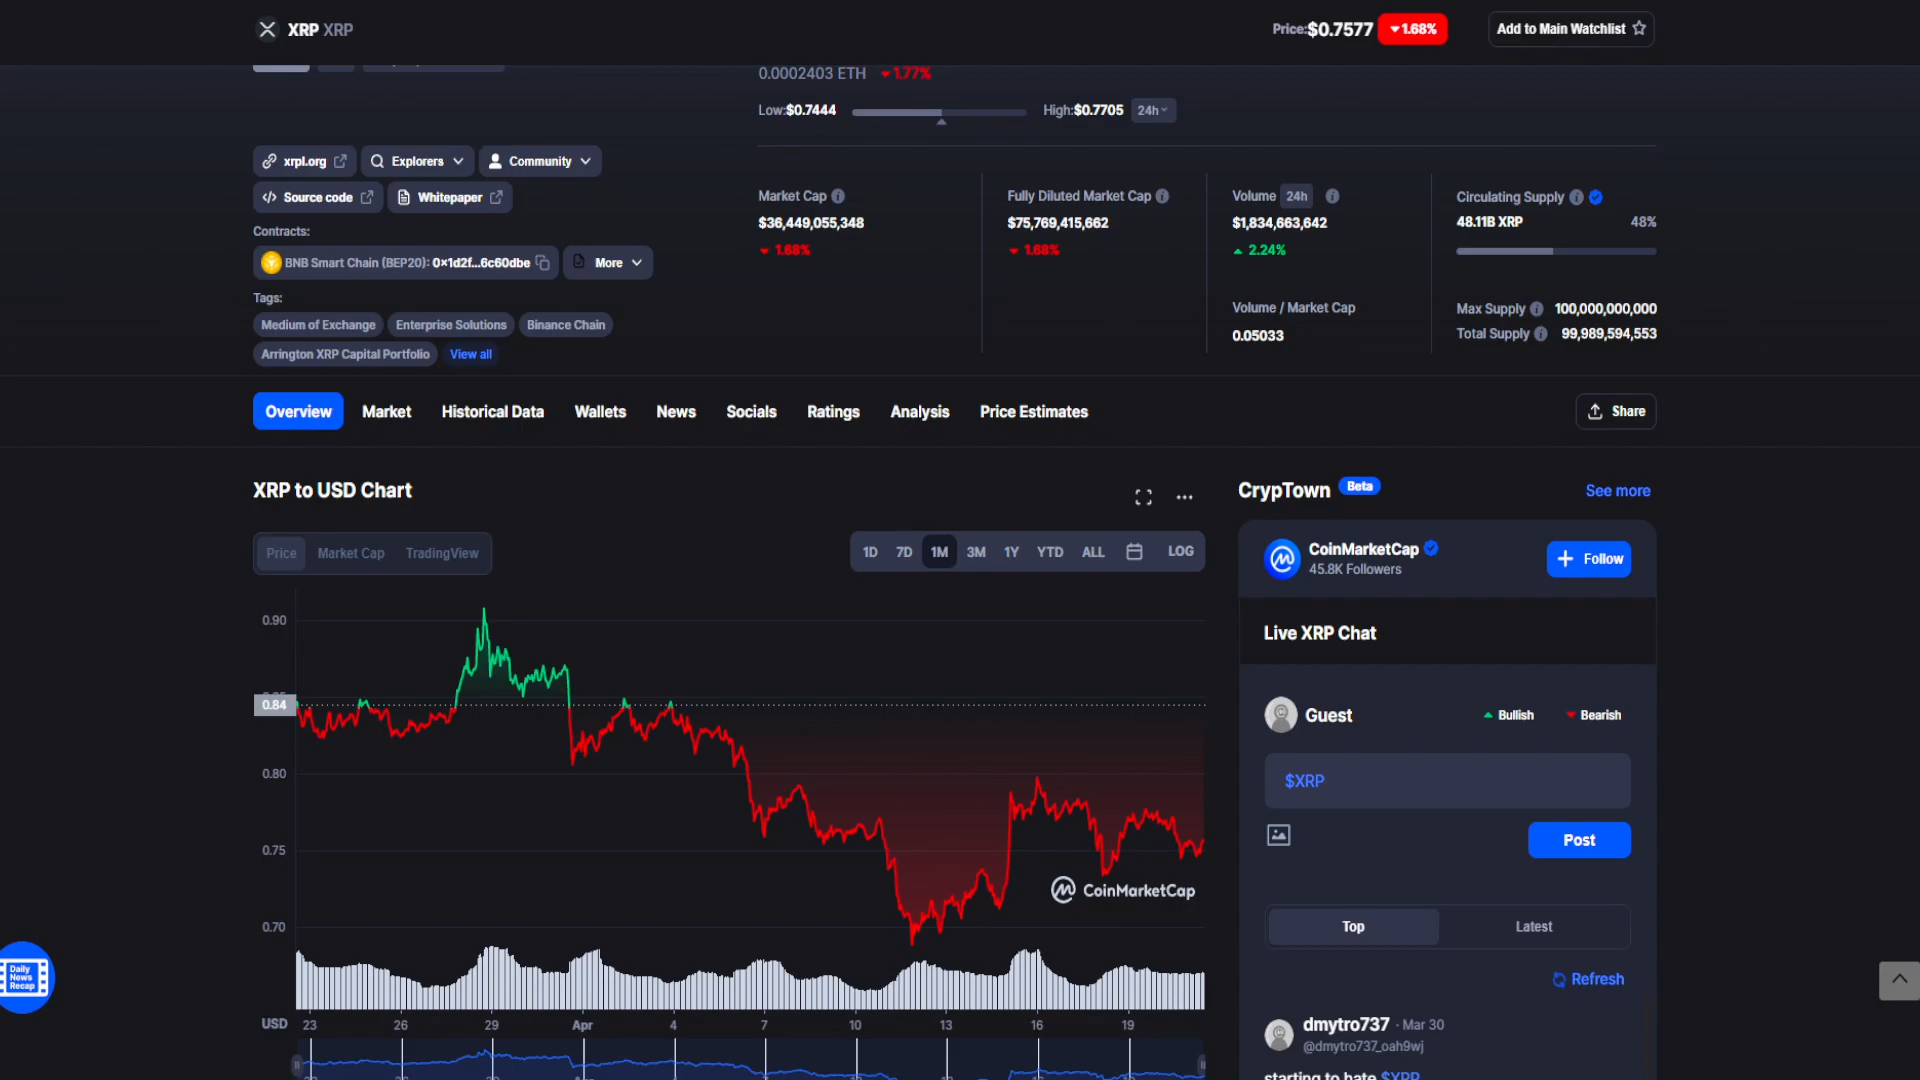 XRP XRP
Price:$0.7577 1.68%
Add to Main Watchlist
0.0002403 ETH 1.77%
Low:$0.7444 High:$0.7705 24h
xrpl.org Explorers Community
Source code Whitepaper
Contracts:
BNB Smart Chain (BEP20): 0x1d2f...6c60dbe More
Tags:
Medium of Exchange Enterprise Solutions Binance Chain
Arrington XRP Capital Portfolio View all
Market Cap
$36,449,055,348
1.68%
Fully Diluted Market Cap
$75,769,415,662
1.68%
Volume 24h
$1,834,663,642
2.24%
Volume / Market Cap
0.05033
Circulating Supply
48.11B XRP 48%
Max Supply 100,000,000,000
Total Supply 99,989,594,553
Overview Market Historical Data Wallets News Socials Ratings Analysis Price Estimates
Share
XRP to USD Chart
Price Market Cap TradingView
1D 7D 1M 3M 1Y YTD ALL LOG
0.90
0.84
0.80
0.75
0.70
CoinMarketCap
USD 23 26 29 Apr 4 7 10 13 16 19
CrypTown Beta See more
CoinMarketCap
45.8K Followers
Follow
Live XRP Chat
Guest Bullish Bearish
$XRP
Post
Top Latest
Refresh
dmytro737 · Mar 30
@dmytro737_oah9wj
starting to hate $XRP
Daily
News
Recap